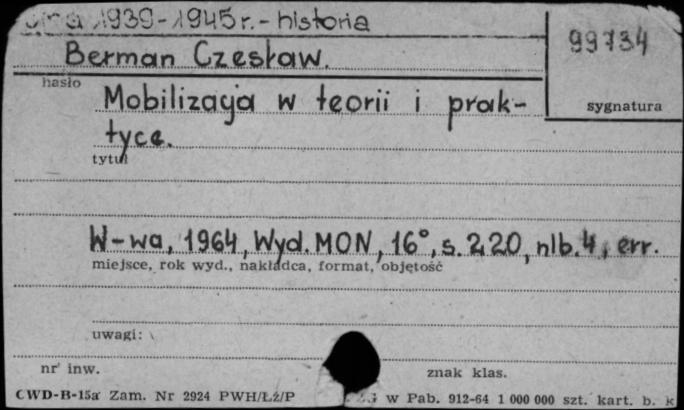 1939-1945 r. - historia
99734
Berman Czesław.
hasło
Mobilizacja w teorii i prak-
sygnatura
tyce.
tytuł
W-wa, 1964, Wyd. MON, 16°, s. 220, nlb. 4, err.
miejsce, rok wyd., nakładca, format, objętość
uwagi:
nr inw.
znak klas.
CWD-B-15a Zam. Nr 2924 PWH/Łź/P
w Pab. 912-64 1 000 000 szt. kart. b. k